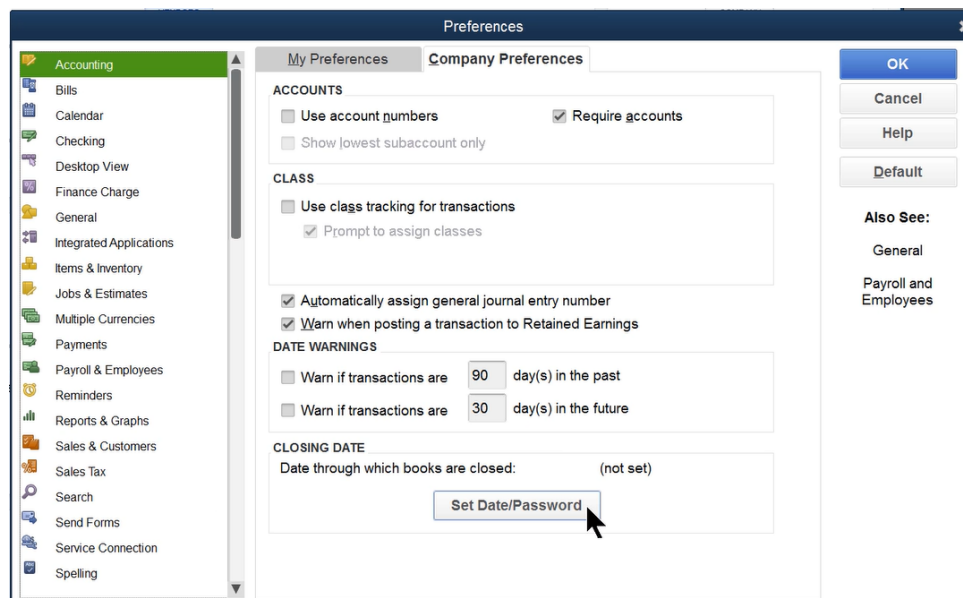 Preferences
Accounting
Bills
Calendar
Checking
Desktop View
Finance Charge
General
Integrated Applications
Items & Inventory
Jobs & Estimates
Multiple Currencies
Payments
Payroll & Employees
Reminders
Reports & Graphs
Sales & Customers
Sales Tax
Search
Send Forms
Service Connection
Spelling
My Preferences
Company Preferences
ACCOUNTS
Use account numbers
Require accounts
Show lowest subaccount only
CLASS
Use class tracking for transactions
Prompt to assign classes
Automatically assign general journal entry number
Warn when posting a transaction to Retained Earnings
DATE WARNINGS
Warn if transactions are 90 day(s) in the past
Warn if transactions are 30 day(s) in the future
CLOSING DATE
Date through which books are closed: (not set)
Set Date/Password
OK
Cancel
Help
Default
Also See:
General
Payroll and
Employees